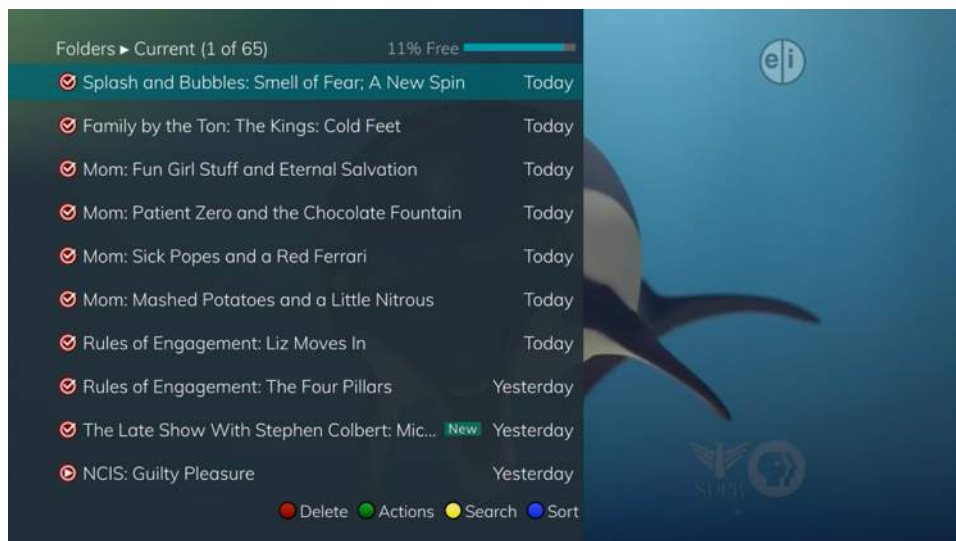 Folders ▸ Current (1 of 65) 11% Free
Splash and Bubbles: Smell of Fear; A New Spin Today
Family by the Ton: The Kings: Cold Feet Today
Mom: Fun Girl Stuff and Eternal Salvation Today
Mom: Patient Zero and the Chocolate Fountain Today
Mom: Sick Popes and a Red Ferrari Today
Mom: Mashed Potatoes and a Little Nitrous Today
Rules of Engagement: Liz Moves In Today
Rules of Engagement: The Four Pillars Yesterday
The Late Show With Stephen Colbert: Mic... New Yesterday
NCIS: Guilty Pleasure Yesterday
Delete Actions Search Sort
e i